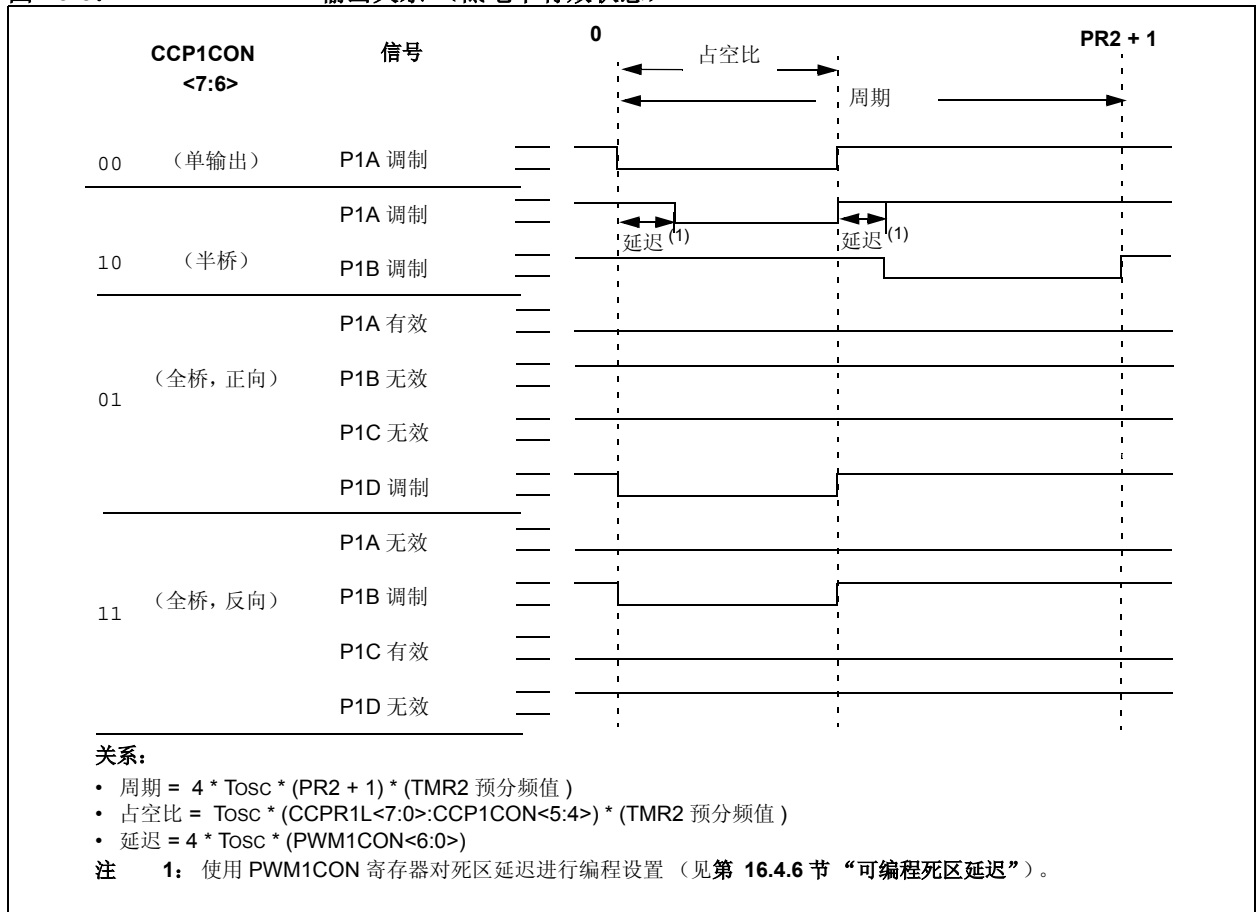 CCP1CON
<7:6>
信号
0
PR2 + 1
占空比
周期
00 （单输出） P1A 调制
P1A 调制
延迟 (1)
延迟 (1)
10 （半桥） P1B 调制
P1A 有效
（全桥，正向） P1B 无效
01
P1C 无效
P1D 调制
P1A 无效
（全桥，反向） P1B 调制
11
P1C 有效
P1D 无效
关系：
• 周期 = 4 * TOSC * (PR2 + 1) * (TMR2 预分频值 )
• 占空比 = TOSC * (CCPR1L<7:0>:CCP1CON<5:4>) * (TMR2 预分频值 )
• 延迟 = 4 * TOSC * (PWM1CON<6:0>)
注 1： 使用 PWM1CON 寄存器对死区延迟进行编程设置 （见第 16.4.6 节 “可编程死区延迟”）。